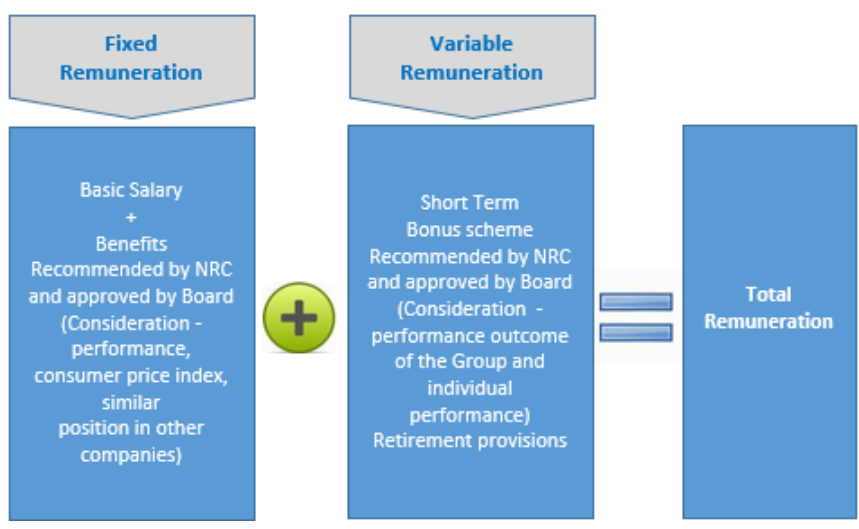 Fixed
Remuneration
Basic Salary
+
Benefits
Recommended by NRC
and approved by Board
(Consideration -
performance,
consumer price index,
similar
position in other
companies)
Variable
Remuneration
Short Term
Bonus scheme
Recommended by NRC
and approved by Board
(Consideration  -
performance outcome
of the Group and
individual
performance)
Retirement provisions
Total
Remuneration